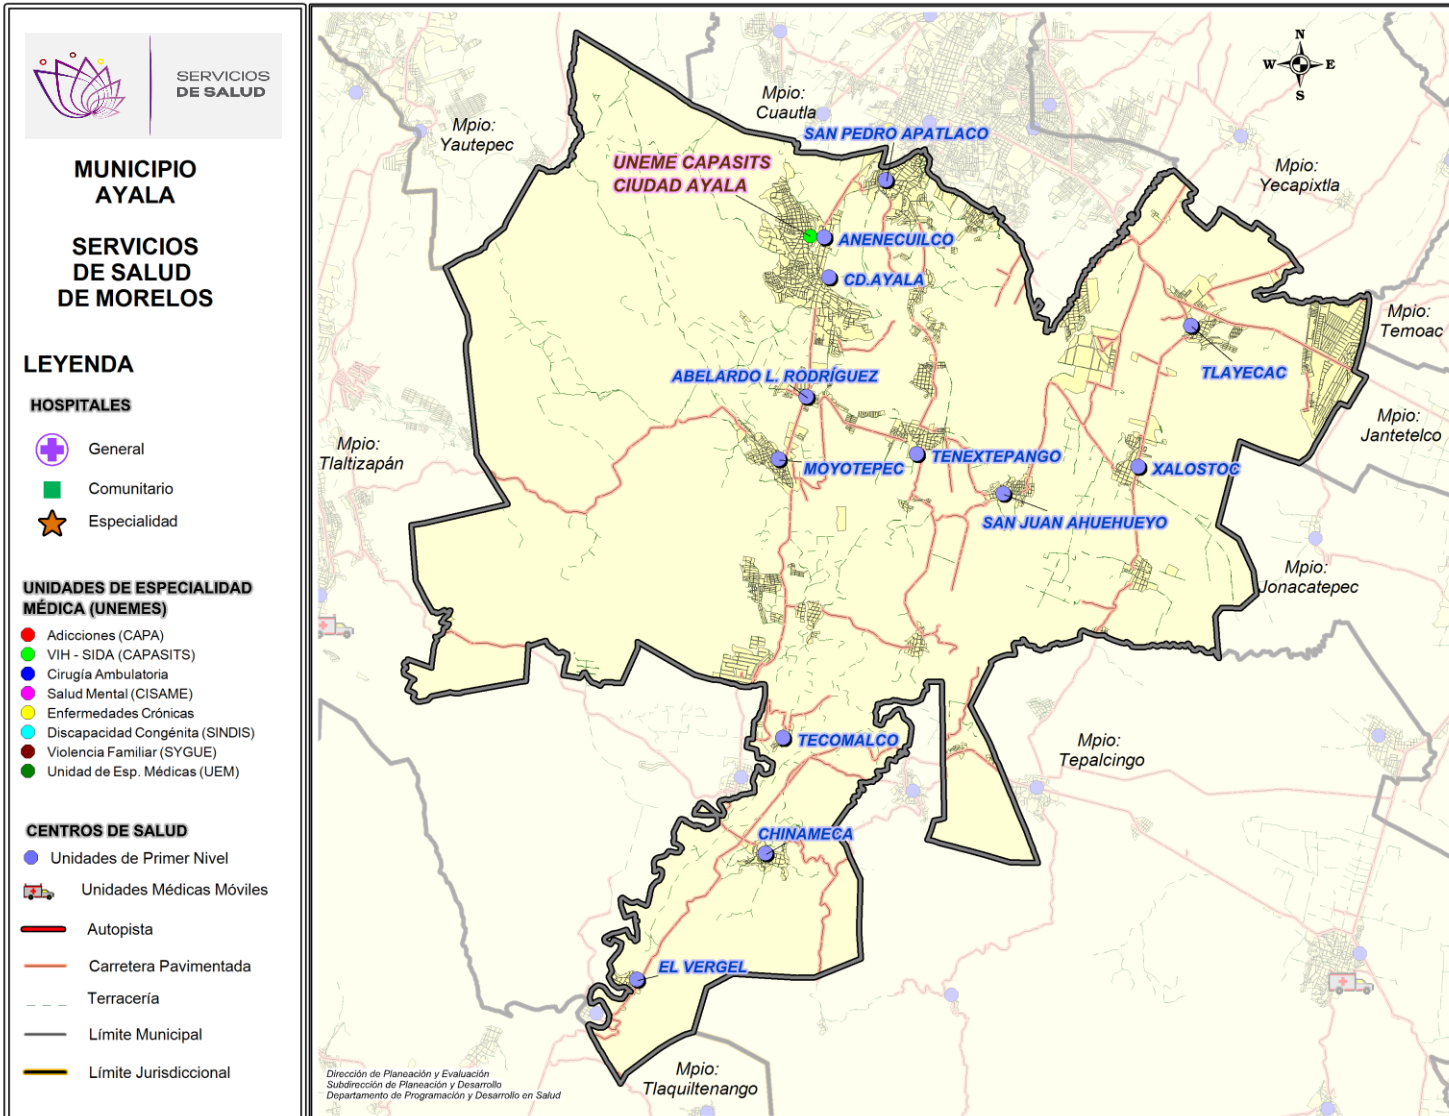 SERVICIOS
DE SALUD
MUNICIPIO
AYALA
SERVICIOS
DE SALUD
DE MORELOS
LEYENDA
HOSPITALES
General
Comunitario
Especialidad
UNIDADES DE ESPECIALIDAD
MÉDICA (UNEMES)
Adicciones (CAPA)
VIH - SIDA (CAPASITS)
Cirugía Ambulatoria
Salud Mental (CISAME)
Enfermedades Crónicas
Discapacidad Congénita (SINDIS)
Violencia Familiar (SYGUE)
Unidad de Esp. Médicas (UEM)
CENTROS DE SALUD
Unidades de Primer Nivel
Unidades Médicas Móviles
Autopista
Carretera Pavimentada
Terracería
Límite Municipal
Límite Jurisdiccional
N
W
E
S
Mpio:
Cuautla
Mpio:
Yautepec
SAN PEDRO APATLACO
UNEME CAPASITS
CIUDAD AYALA
Mpio:
Yecapixtla
ANENECUILCO
CD.AYALA
Mpio:
Temoac
ABELARDO L. RODRÍGUEZ
TLAYECAC
Mpio:
Jantetelco
Mpio:
Tlaltizapán
MOYOTEPEC
TENEXTEPANGO
XALOSTOC
SAN JUAN AHUEHUEYO
Mpio:
Jonacatepec
TECOMALCO
Mpio:
Tepalcingo
CHINAMECA
EL VERGEL
Mpio:
Tlaquiltenango
Dirección de Planeación y Evaluación
Subdirección de Planeación y Desarrollo
Departamento de Programación y Desarrollo en Salud